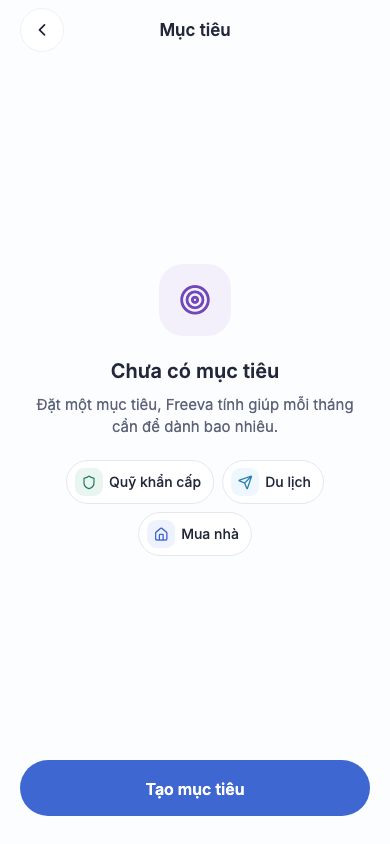 Mục tiêu
Chưa có mục tiêu
Đặt một mục tiêu, Freeva tính giúp mỗi tháng
cần để dành bao nhiêu.
Quỹ khẩn cấp
Du lịch
Mua nhà
Tạo mục tiêu